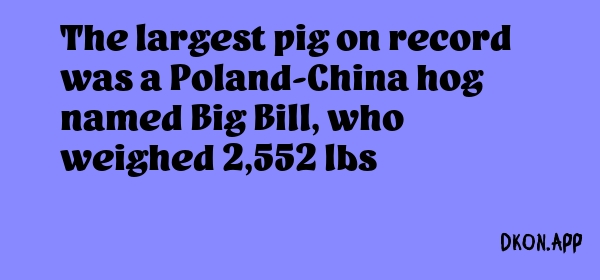 The largest pig on record
was a Poland-China hog
named Big Bill, who
weighed 2,552 lbs
DKON.APP